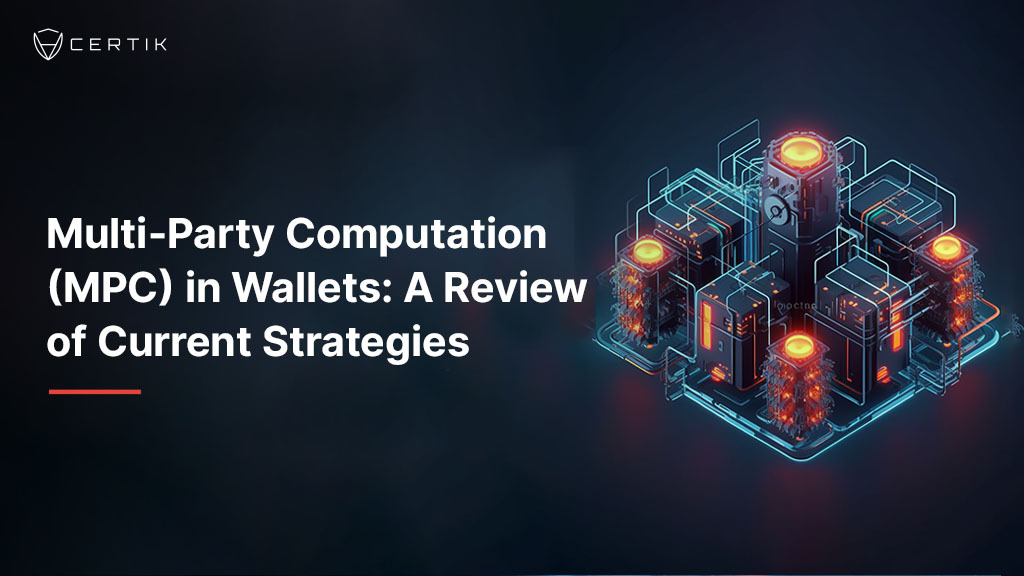 CERTIK
Multi-Party Computation
(MPC) in Wallets: A Review
of Current Strategies